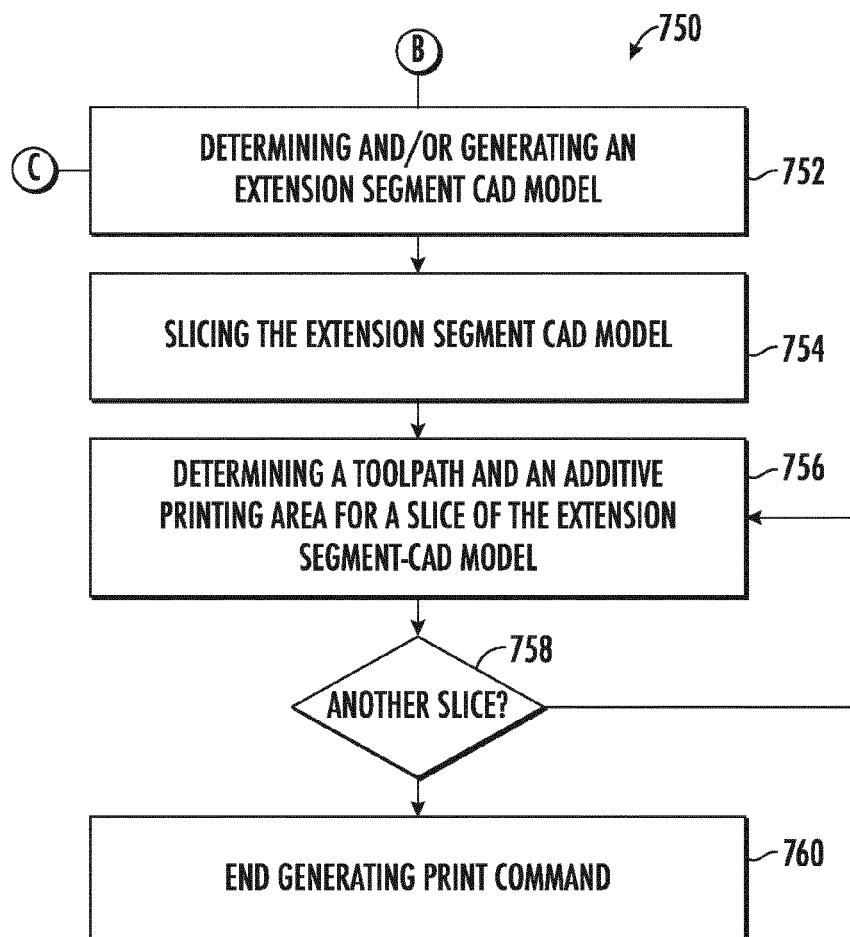 750
B
C
DETERMINING AND/OR GENERATING AN
EXTENSION SEGMENT CAD MODEL
752
SLICING THE EXTENSION SEGMENT CAD MODEL
754
DETERMINING A TOOLPATH AND AN ADDITIVE
PRINTING AREA FOR A SLICE OF THE EXTENSION
SEGMENT-CAD MODEL
756
758
ANOTHER SLICE?
END GENERATING PRINT COMMAND
760